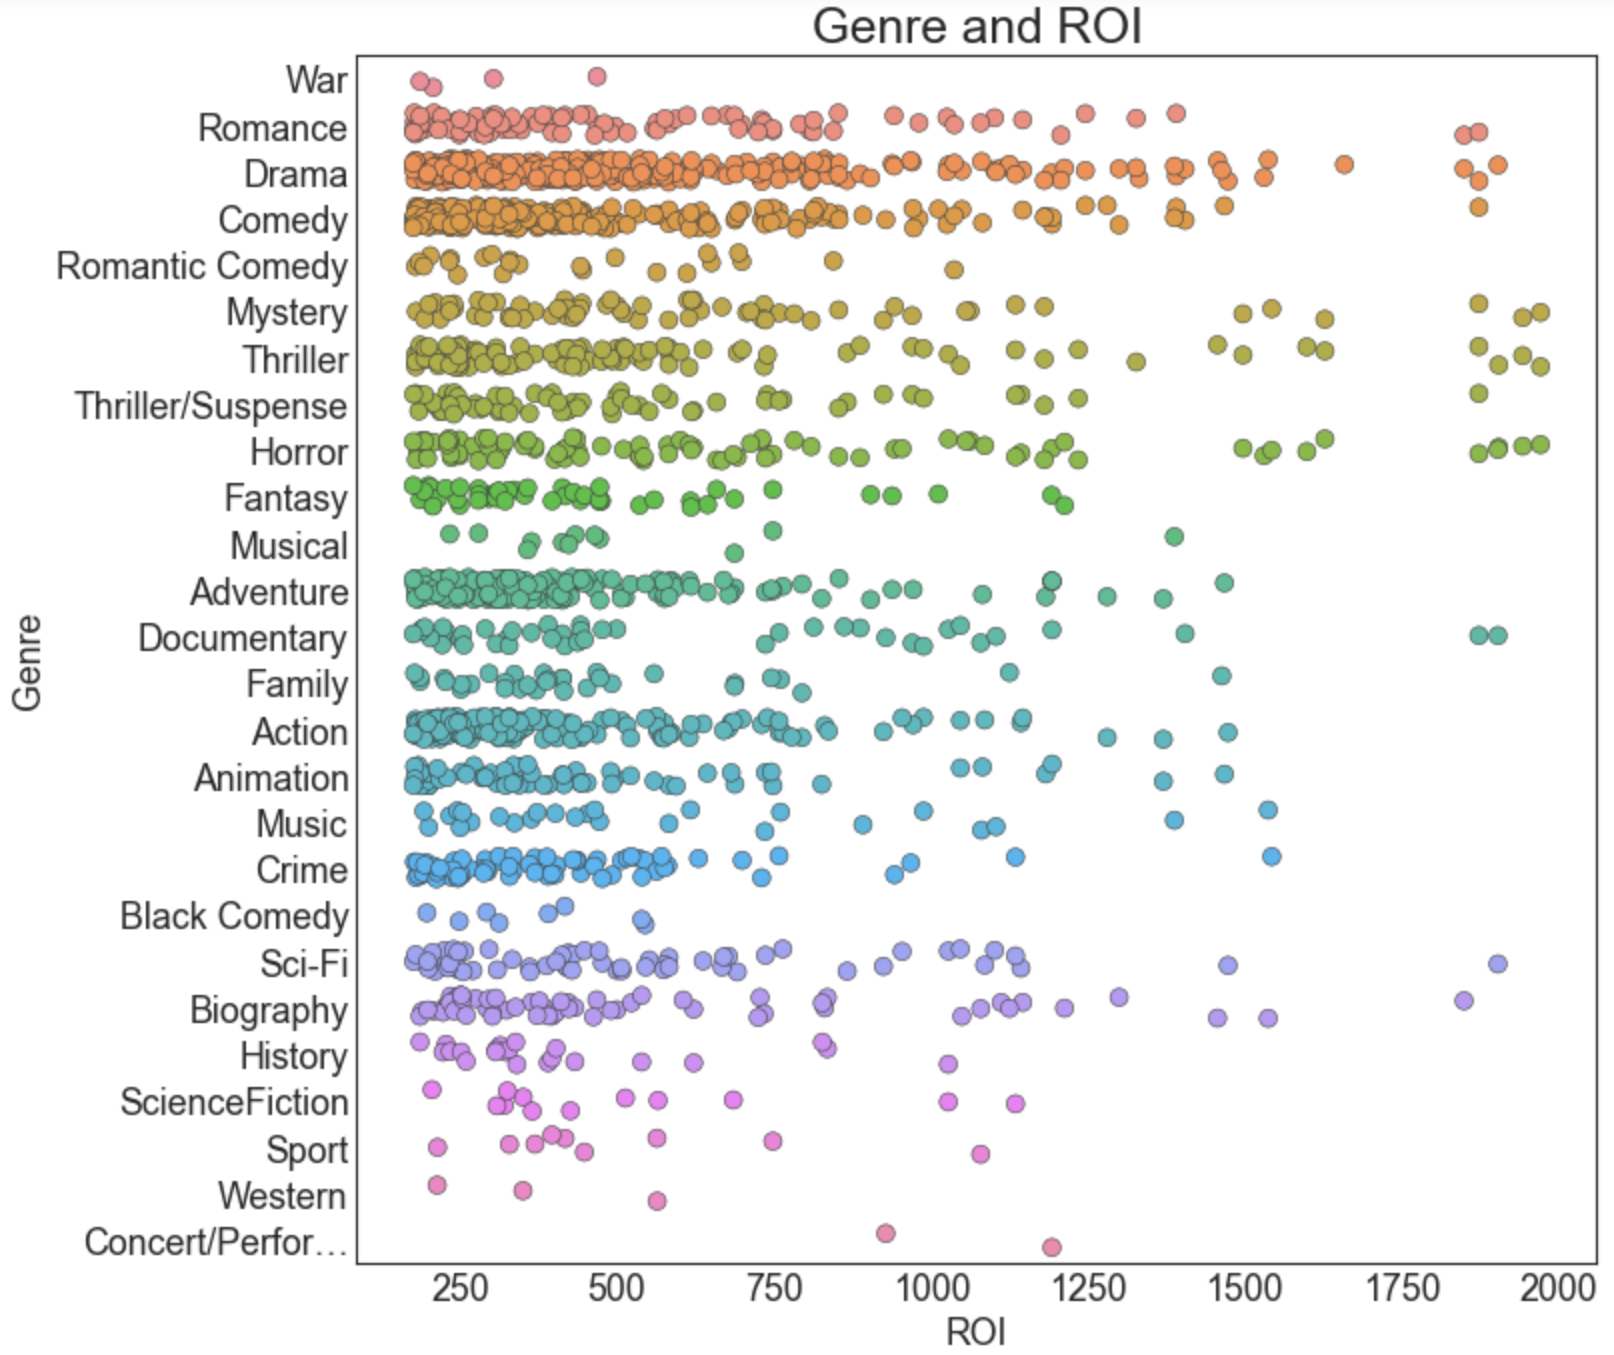 Genre and ROI
War
Romance
Drama
Comedy
Romantic Comedy
Mystery
Thriller
Thriller/Suspense
Horror
Fantasy
Musical
Adventure
Documentary
Family
Action
Animation
Music
Crime
Black Comedy
Sci-Fi
Biography
History
ScienceFiction
Sport
Western
Concert/Perfor…
Genre
250 500 750 1000 1250 1500 1750 2000
ROI